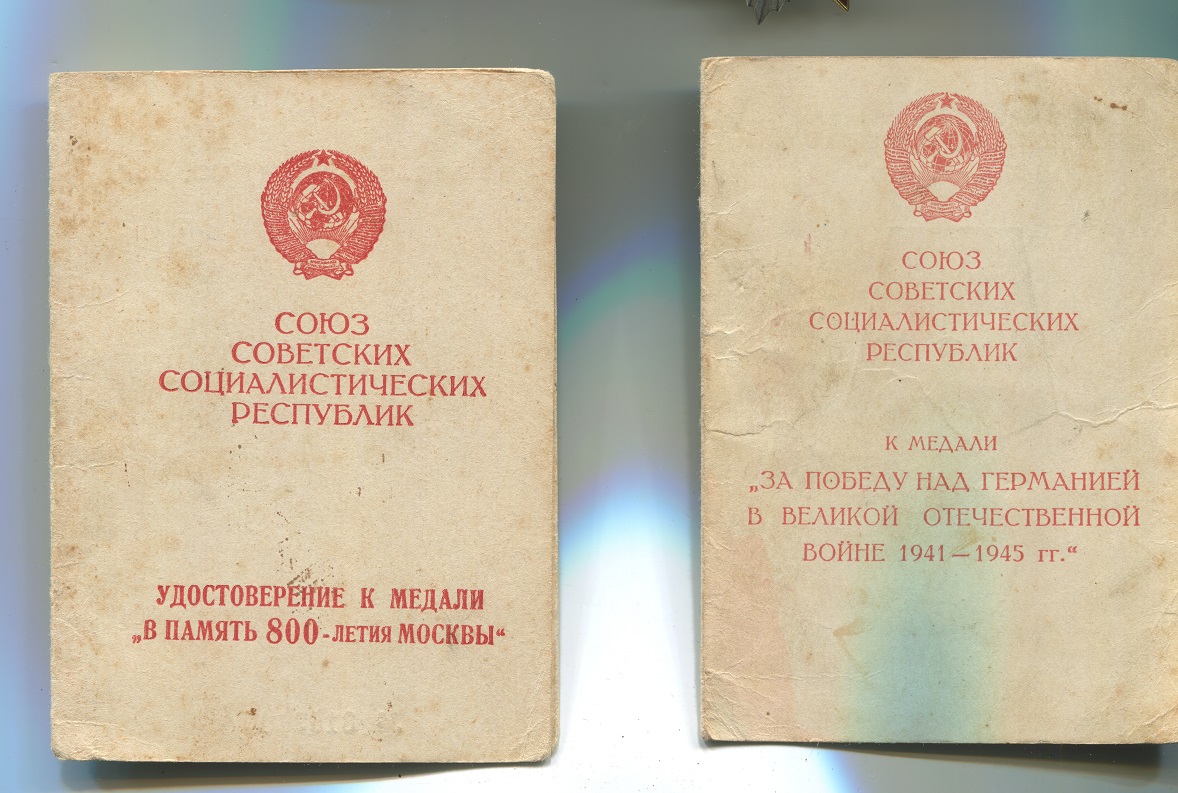 СОЮЗ
СОВЕТСКИХ
СОЦИАЛИСТИЧЕСКИХ
РЕСПУБЛИК
УДОСТОВЕРЕНИЕ К МЕДАЛИ
„В ПАМЯТЬ 800-ЛЕТИЯ МОСКВЫ“
СОЮЗ
СОВЕТСКИХ
СОЦИАЛИСТИЧЕСКИХ
РЕСПУБЛИК
К МЕДАЛИ
„ЗА ПОБЕДУ НАД ГЕРМАНИЕЙ
В ВЕЛИКОЙ ОТЕЧЕСТВЕННОЙ
ВОЙНЕ 1941—1945 гг.“